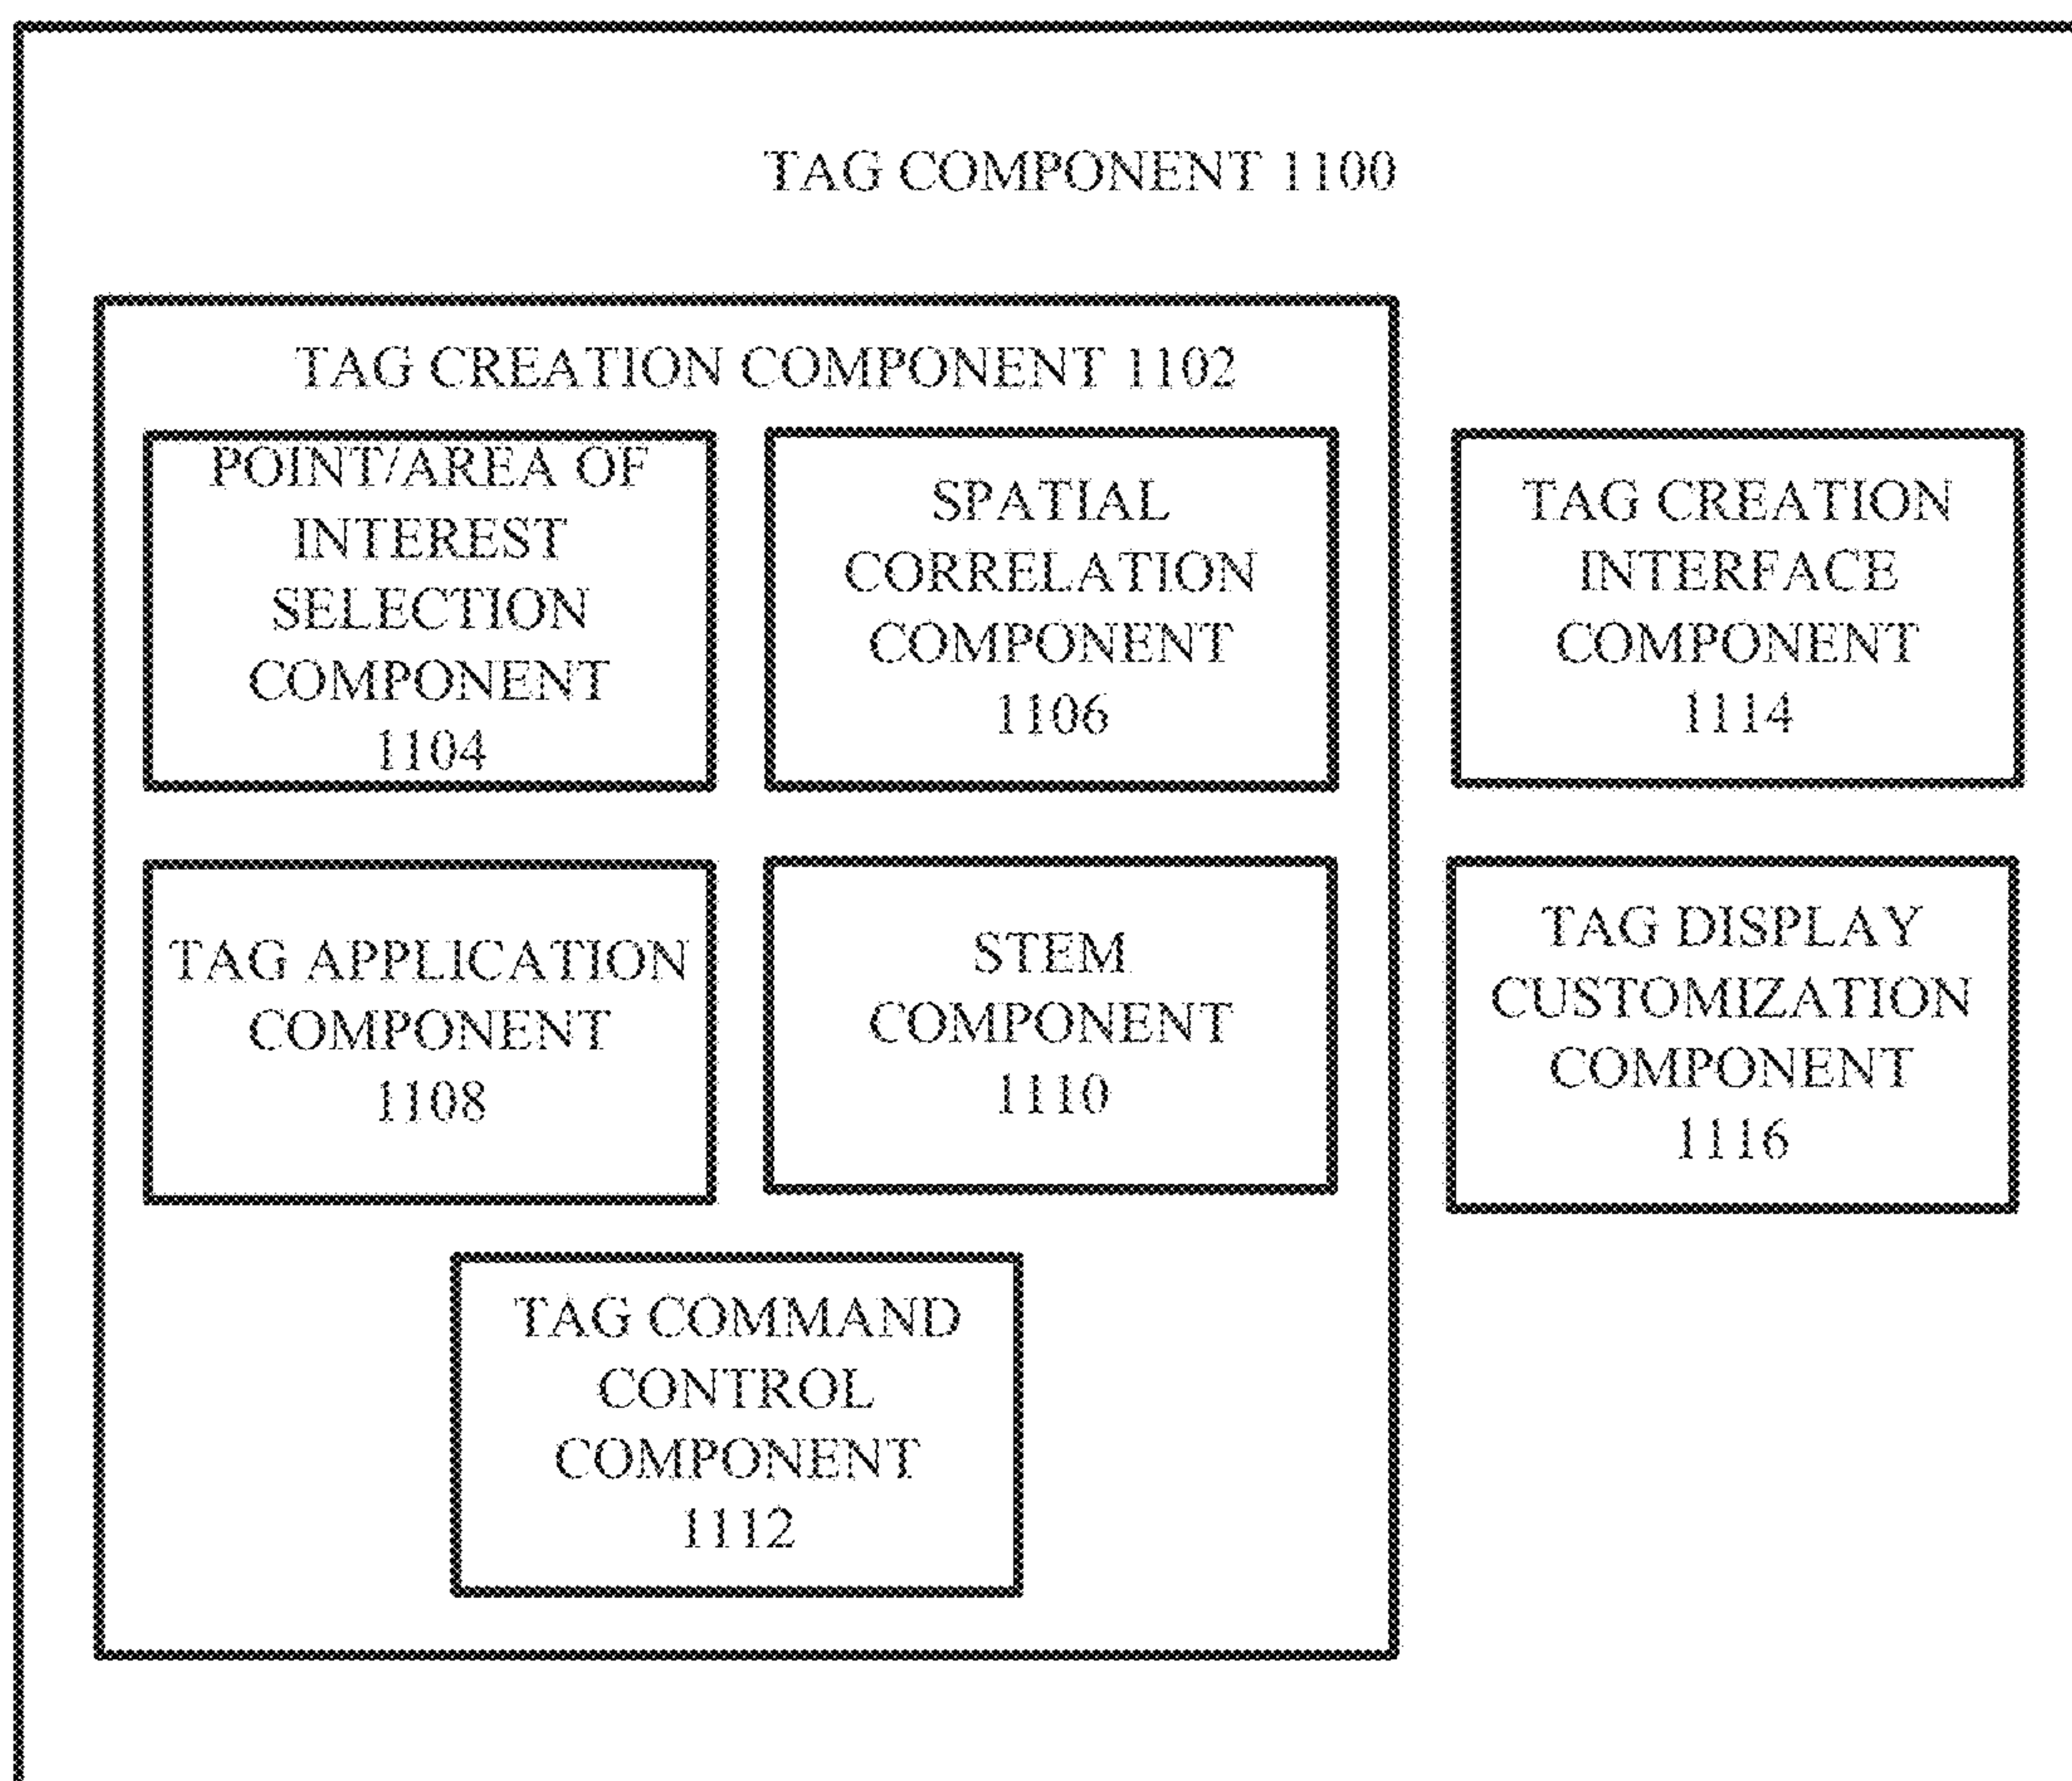 TAG COMPONENT 1100
TAG CREATION COMPONENT 1102
POINT/AREA OF
INTEREST
SELECTION
COMPONENT
1104
SPATIAL
CORRELATION
COMPONENT
1106
TAG CREATION
INTERFACE
COMPONENT
1114
TAG APPLICATION
COMPONENT
1108
STEM
COMPONENT
1110
TAG DISPLAY
CUSTOMIZATION
COMPONENT
1116
TAG COMMAND
CONTROL
COMPONENT
1112